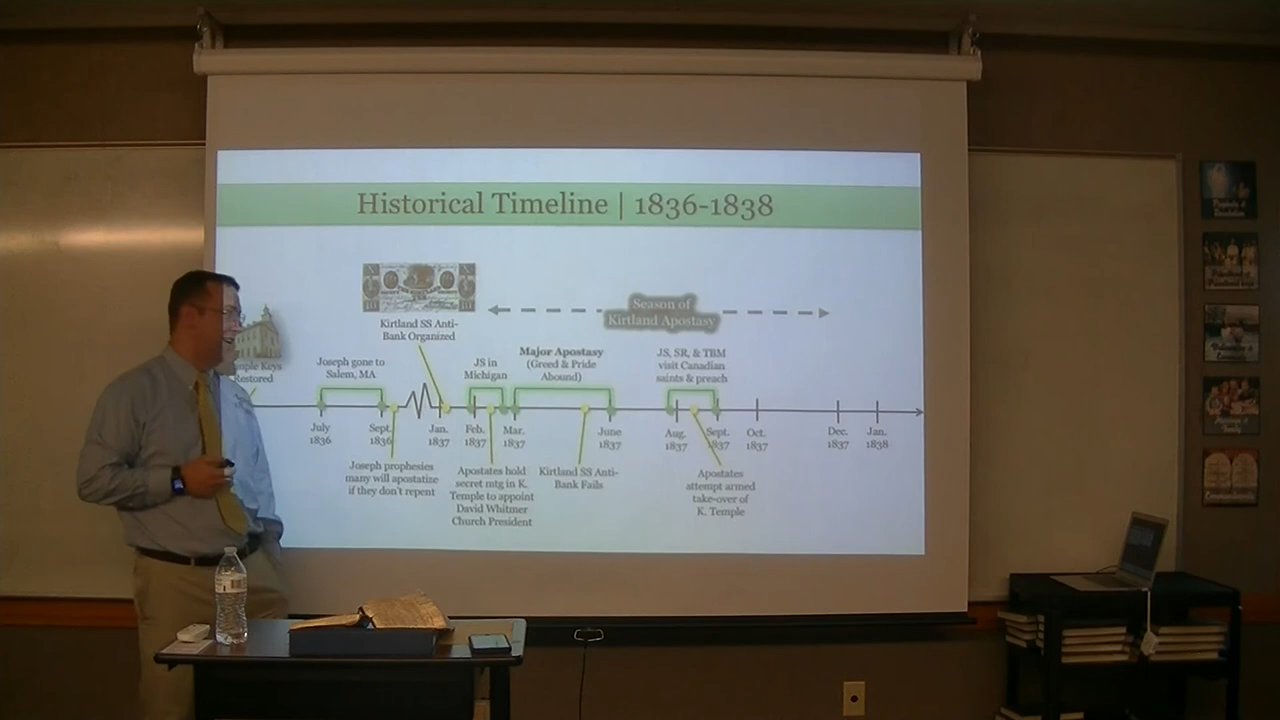 Historical Timeline | 1836-1838
Season of
Kirtland Apostasy
Kirtland SS Anti-
Bank Organized
Keys
Restored
Joseph gone to
Salem, MA
JS in
Michigan
Major Apostasy
(Greed & Pride
Abound)
JS, SR, & TBM
visit Canadian
saints & preach
July
1836
Sept.
1836
Jan.
1837
Feb.
1837
Mar.
1837
June
1837
Aug.
1837
Sept.
1837
Oct.
1837
Dec.
1837
Jan.
1838
Joseph prophesies
many will apostatize
if they don't repent
Apostates hold
secret mtg in K.
Temple to appoint
David Whitmer
Church President
Kirtland SS Anti-
Bank Fails
Apostates
attempt armed
take-over of
K. Temple